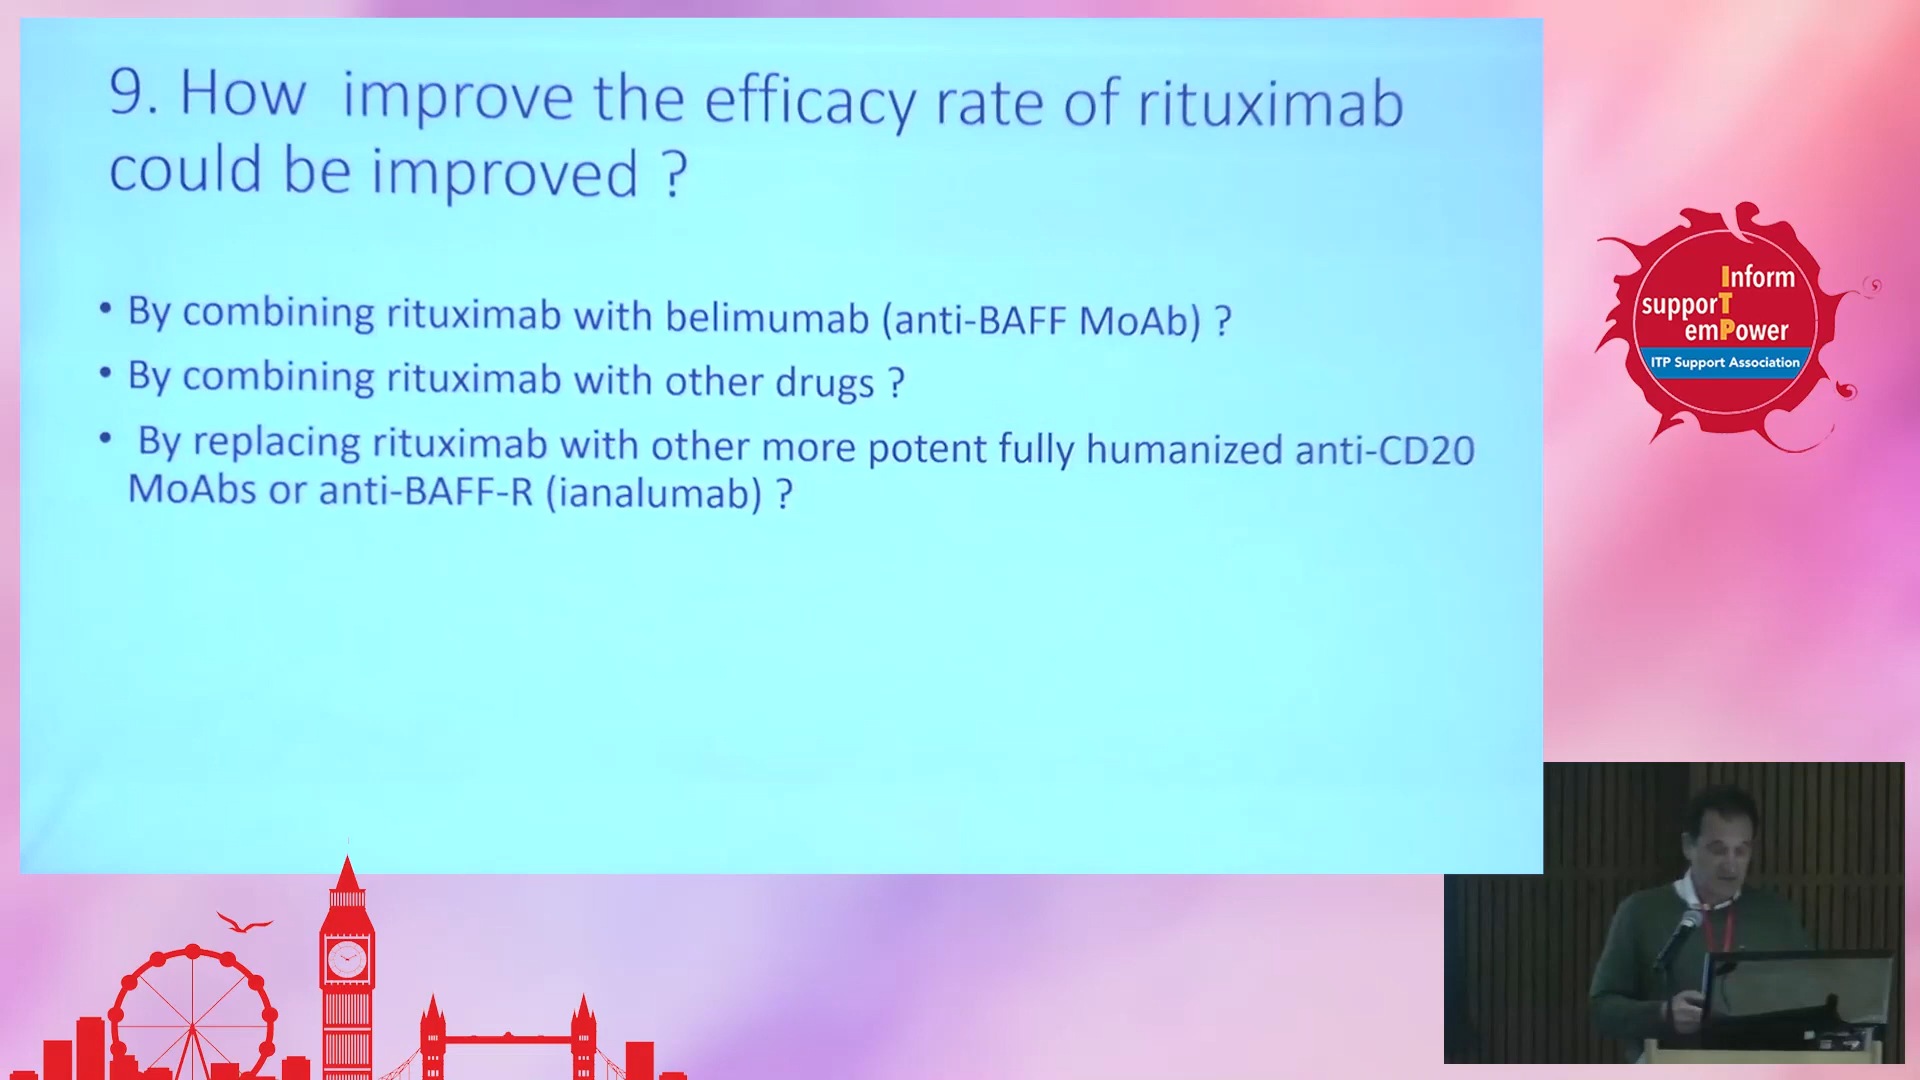 9. How improve the efficacy rate of rituximab
could be improved ?
• By combining rituximab with belimumab (anti-BAFF MoAb) ?
• By combining rituximab with other drugs ?
• By replacing rituximab with other more potent fully humanized anti-CD20
MoAbs or anti-BAFF-R (ianalumab) ?
Inform
supporT
emPower
ITP Support Association